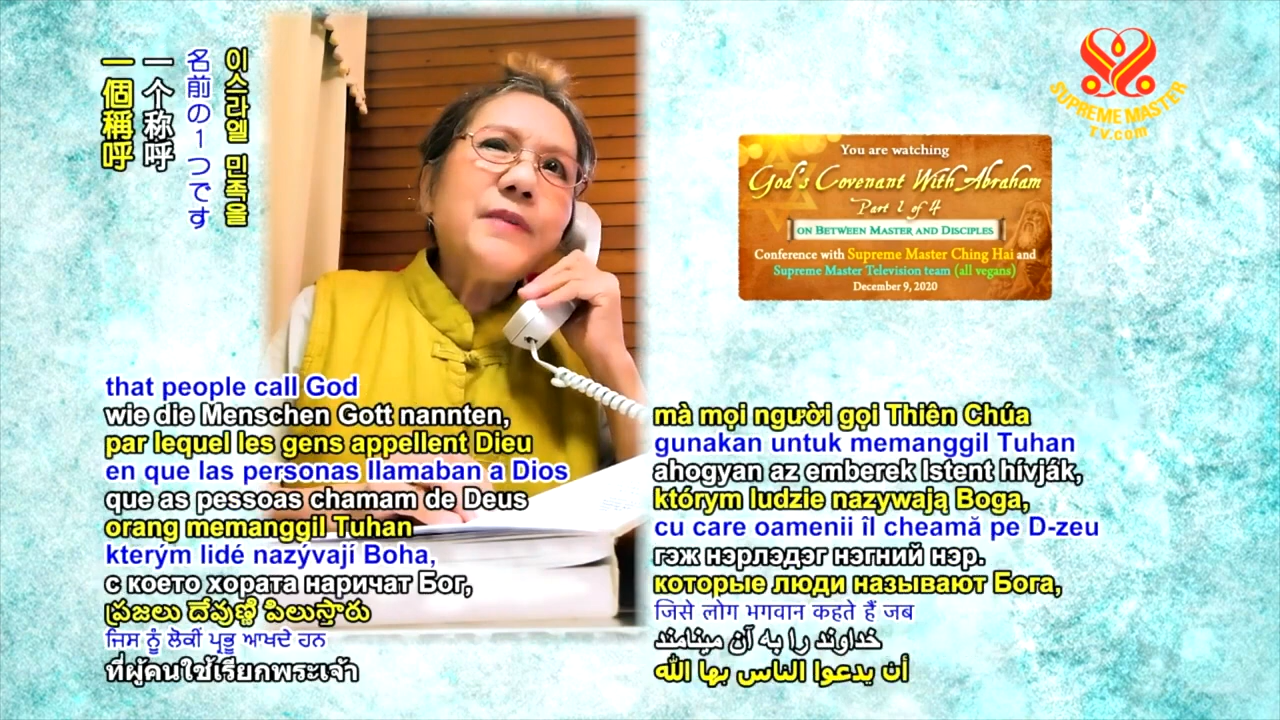 이스라엘 민족을
名前の1つです
一个称呼
一個稱呼
SUPREME MASTER
TV.com
You are watching
God's Covenant With Abraham
Part 1 of 4
ON BETWEEN MASTER AND DISCIPLES
Conference with Supreme Master Ching Hai and
Supreme Master Television team (all vegans)
December 9, 2020
that people call God
wie die Menschen Gott nannten,
par lequel les gens appellent Dieu
en que las personas llamaban a Dios
que as pessoas chamam de Deus
orang memanggil Tuhan
kterým lidé nazývají Boha,
с което хората наричат Бог,
ప్రజలు దేవుణ్ణి పిలుస్తారు
ਜਿਸ ਨੂੰ ਲੋਕੀਂ ਪ੍ਰਭੂ ਆਖਦੇ ਹਨ
ที่ผู้คนใช้เรียกพระเจ้า
mà mọi người gọi Thiên Chúa
gunakan untuk memanggil Tuhan
ahogyan az emberek Istent hívják,
którym ludzie nazywają Boga,
cu care oamenii îl cheamă pe D-zeu
гэж нэрлэдэг нэгний нэр.
которые люди называют Бога,
जिसे लोग भगवान कहते हैं जब
خداوند را به آن مینامند
أن يدعوا الناس بها الله